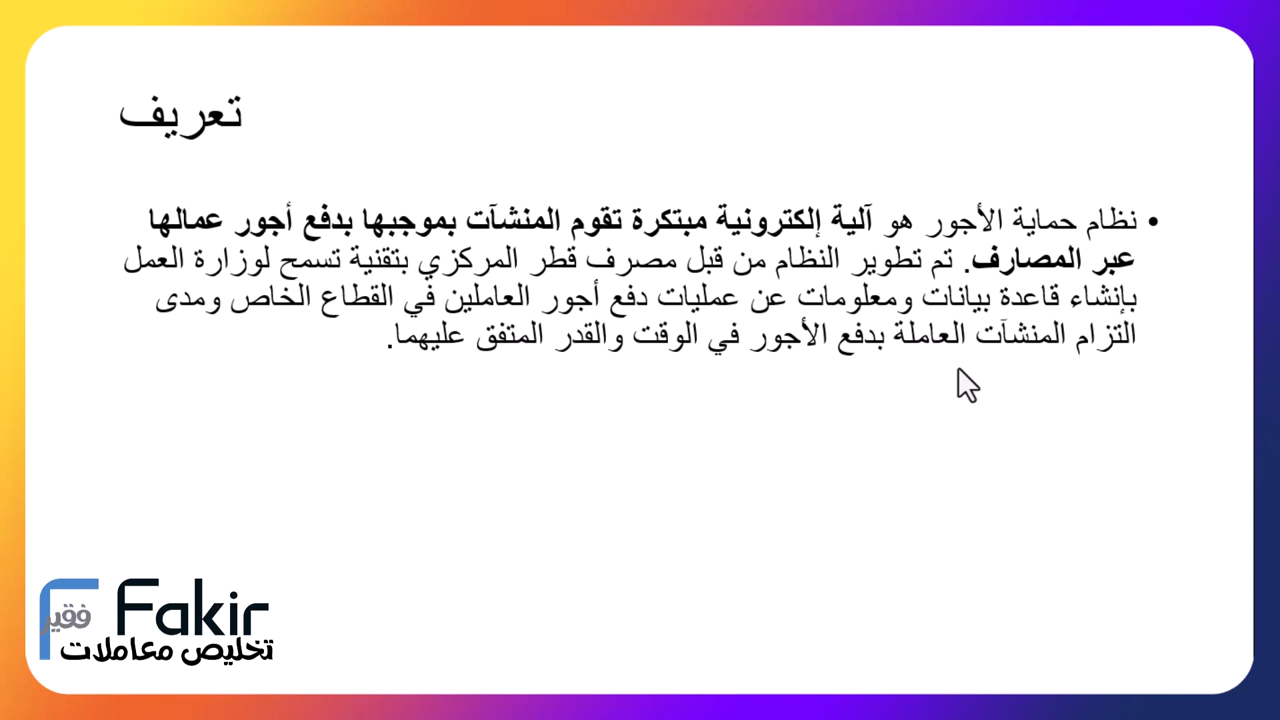 تعريف
• نظام حماية الأجور هو آلية إلكترونية مبتكرة تقوم المنشآت بموجبها بدفع أجور عمالها
عبر المصارف. تم تطوير النظام من قبل مصرف قطر المركزي بتقنية تسمح لوزارة العمل
بإنشاء قاعدة بيانات ومعلومات عن عمليات دفع أجور العاملين في القطاع الخاص ومدى
التزام المنشآت العاملة بدفع الأجور في الوقت والقدر المتفق عليهما.
Fakir
فقير
تخليص معاملات